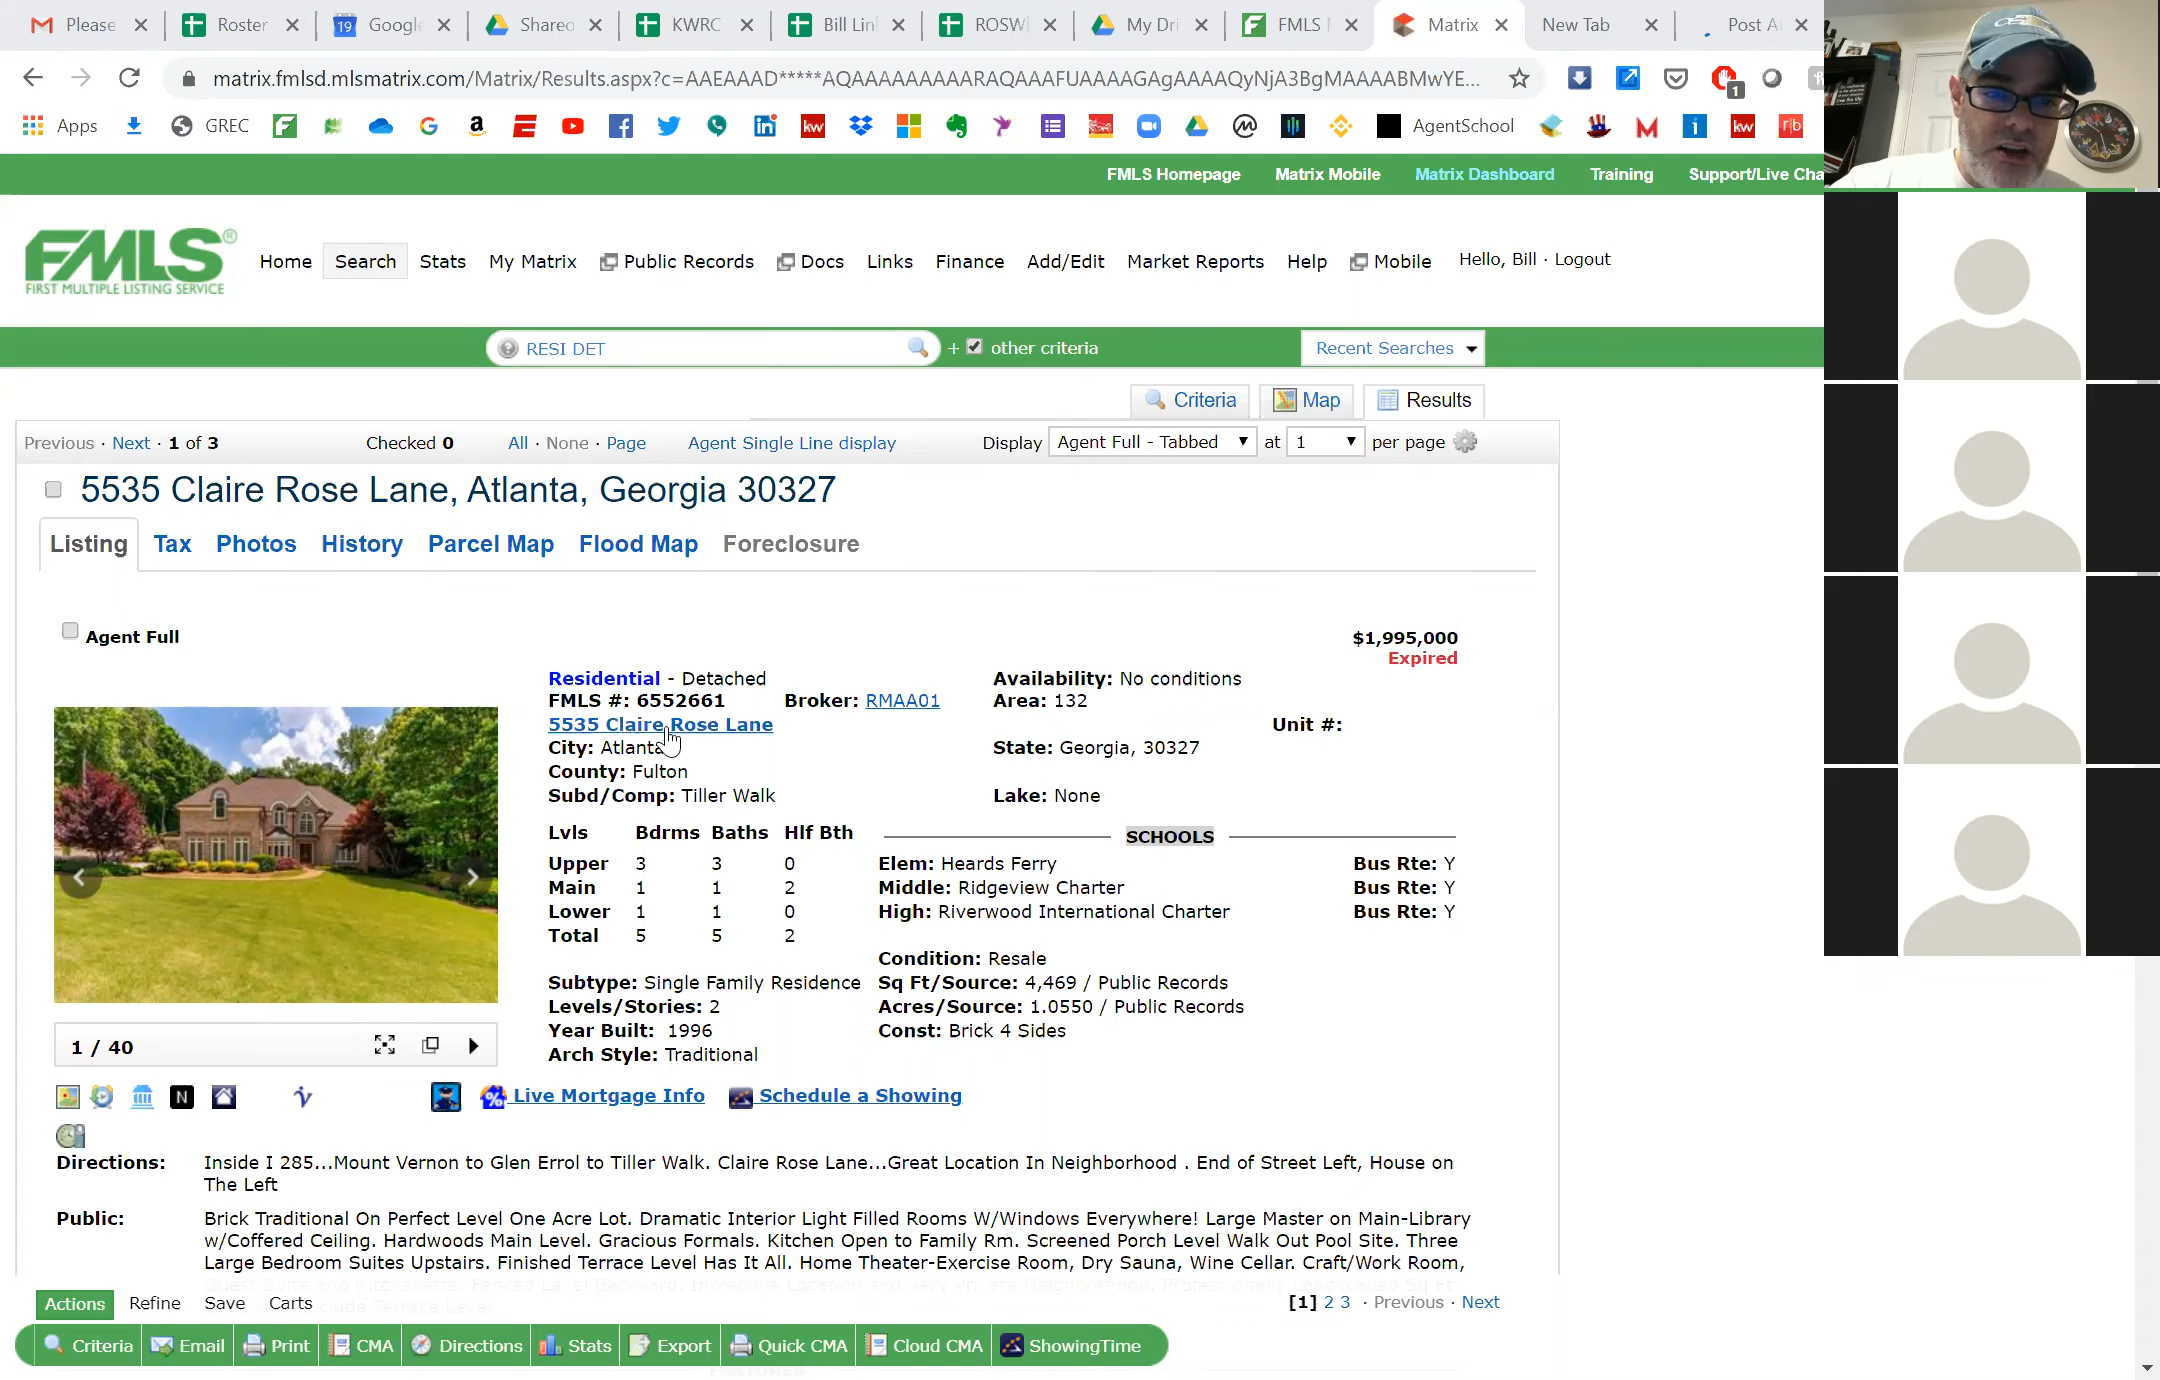 Please
Roster
19 Google
Shared
KWRC
Bill Lin
ROSW
My Dri
FMLS
Matrix
New Tab
Post A
matrix.fmlsd.mlsmatrix.com/Matrix/Results.aspx?c=AAEAAAD*****AQAAAAAAAAARAQAAAFUAAAAGAgAAAAQyNjA3BgMAAAABMwYE...
1
Apps
GREC
AgentSchool
FMLS Homepage
Matrix Mobile
Matrix Dashboard
Training
Support/Live Cha
FMLS
FIRST MULTIPLE LISTING SERVICE
Home
Search
Stats
My Matrix
Public Records
Docs
Links
Finance
Add/Edit
Market Reports
Help
Mobile
Hello, Bill · Logout
RESI DET
+ other criteria
Recent Searches
Criteria
Map
Results
Previous · Next · 1 of 3
Checked 0
All · None · Page
Agent Single Line display
Display Agent Full - Tabbed at 1 per page
5535 Claire Rose Lane, Atlanta, Georgia 30327
Listing Tax Photos History Parcel Map Flood Map Foreclosure
Agent Full
$1,995,000
Expired
Residential - Detached
Availability: No conditions
FMLS #: 6552661
Broker: RMAA01
Area: 132
5535 Claire Rose Lane
Unit #:
City: Atlanta
State: Georgia, 30327
County: Fulton
Subd/Comp: Tiller Walk
Lake: None
Lvls Bdrms Baths Hlf Bth
SCHOOLS
Upper 3 3 0
Elem: Heards Ferry Bus Rte: Y
Main 1 1 2
Middle: Ridgeview Charter Bus Rte: Y
Lower 1 1 0
High: Riverwood International Charter Bus Rte: Y
Total 5 5 2
Condition: Resale
Subtype: Single Family Residence
Sq Ft/Source: 4,469 / Public Records
Levels/Stories: 2
Acres/Source: 1.0550 / Public Records
Year Built: 1996
Const: Brick 4 Sides
Arch Style: Traditional
1 / 40
Live Mortgage Info
Schedule a Showing
Directions: Inside I 285...Mount Vernon to Glen Errol to Tiller Walk. Claire Rose Lane...Great Location In Neighborhood . End of Street Left, House on
The Left
Public: Brick Traditional On Perfect Level One Acre Lot. Dramatic Interior Light Filled Rooms W/Windows Everywhere! Large Master on Main-Library
w/Coffered Ceiling. Hardwoods Main Level. Gracious Formals. Kitchen Open to Family Rm. Screened Porch Level Walk Out Pool Site. Three
Large Bedroom Suites Upstairs. Finished Terrace Level Has It All. Home Theater-Exercise Room, Dry Sauna, Wine Cellar. Craft/Work Room,
Actions Refine Save Carts
[1] 2 3 · Previous · Next
Criteria
Email
Print
CMA
Directions
Stats
Export
Quick CMA
Cloud CMA
ShowingTime